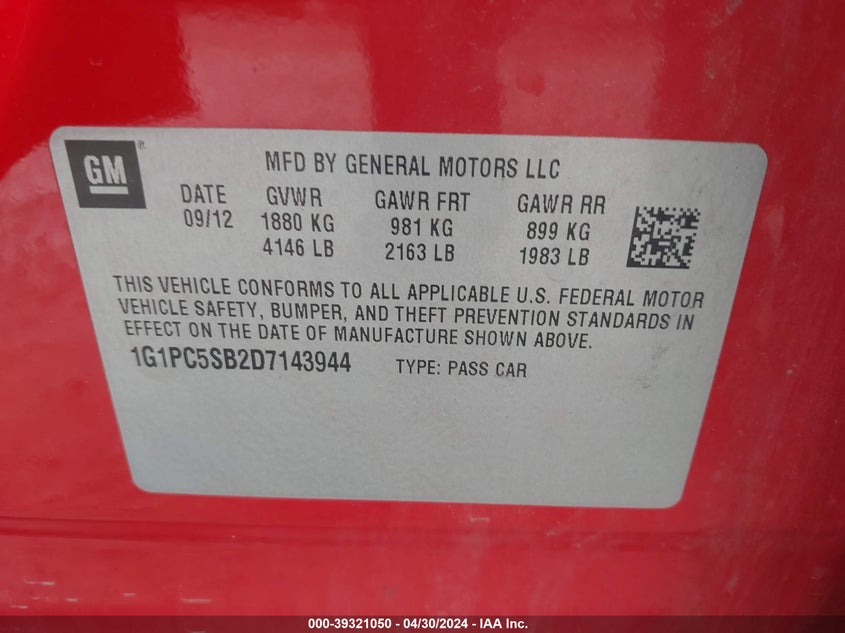 GM®
MFD BY GENERAL MOTORS LLC
DATE GVWR GAWR FRT GAWR RR
09/12 1880 KG 981 KG 899 KG
4146 LB 2163 LB 1983 LB
THIS VEHICLE CONFORMS TO ALL APPLICABLE U.S. FEDERAL MOTOR
VEHICLE SAFETY, BUMPER, AND THEFT PREVENTION STANDARDS IN
EFFECT ON THE DATE OF MANUFACTURE SHOWN ABOVE.
1G1PC5SB2D7143944 TYPE: PASS CAR
000-39321050 - 04/30/2024 - IAA Inc.